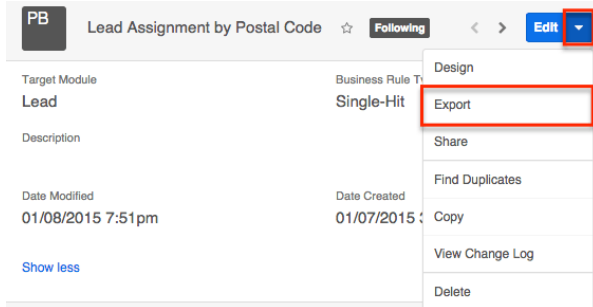 PB
Lead Assignment by Postal Code Following Edit
Design
Target Module Business Rule
Lead Single-Hit Export
Description Share
Find Duplicates
Date Modified Date Created
01/08/2015 7:51pm 01/07/2015 Copy
View Change Log
Show less
Delete